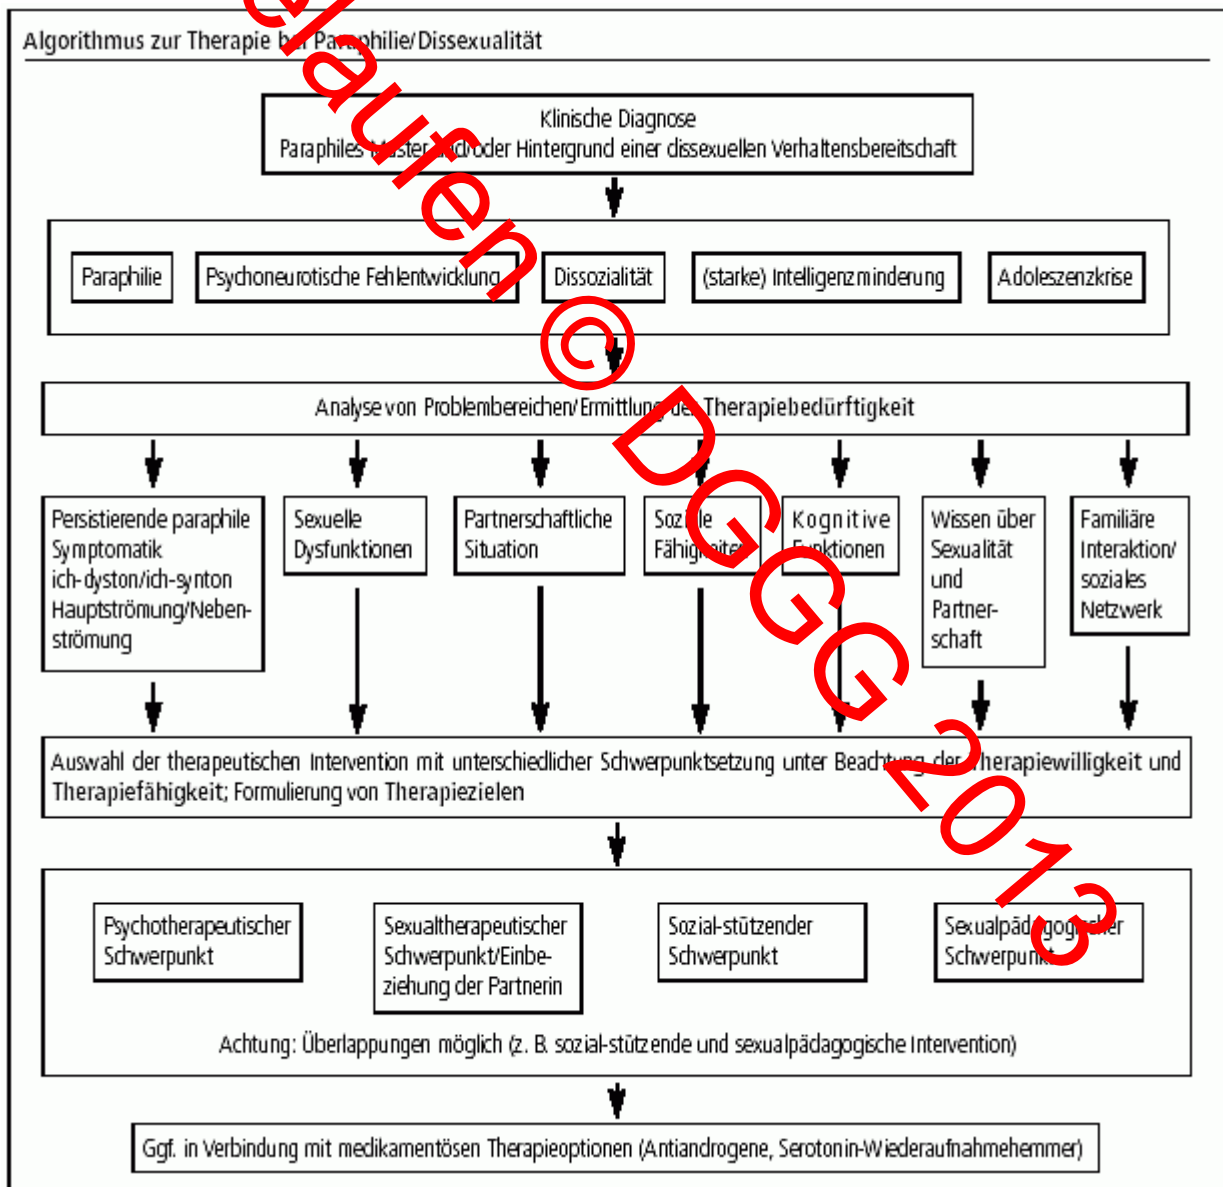 Algorithmus zur Therapie bei Paraphilie/Dissexualität
Klinische Diagnose
Paraphiles Muster und/oder Hintergrund einer dissexuellen Verhaltensbereitschaft
Paraphilie
Psychoneurotische Fehlentwicklung
Dissozialität
(starke) Intelligenzminderung
Adoleszenzkrise
Analyse von Problembereichen/Ermittlung der Therapiebedürftigkeit
Persistierende paraphile
Symptomatik
ich-dyston/ich-synton
Hauptströmung/Neben-
strömung
Sexuelle
Dysfunktionen
Partnerschaftliche
Situation
Soziale
Fähigkeiten
Kognitive
Funktionen
Wissen über
Sexualität
und
Partner-
schaft
Familiäre
Interaktion/
soziales
Netzwerk
Auswahl der therapeutischen Intervention mit unterschiedlicher Schwerpunktsetzung unter Beachtung der Therapiewilligkeit und
Therapiefähigkeit; Formulierung von Therapiezielen
Psychotherapeutischer
Schwerpunkt
Sexualtherapeutischer
Schwerpunkt/Einbe-
ziehung der Partnerin
Sozial-stützender
Schwerpunkt
Sexualpädagogischer
Schwerpunkt
Achtung: Überlappungen möglich (z. B. sozial-stützende und sexualpädagogische Intervention)
Ggf. in Verbindung mit medikamentösen Therapieoptionen (Antiandrogene, Serotonin-Wiederaufnahmehemmer)
elaufen © DGGG 2013